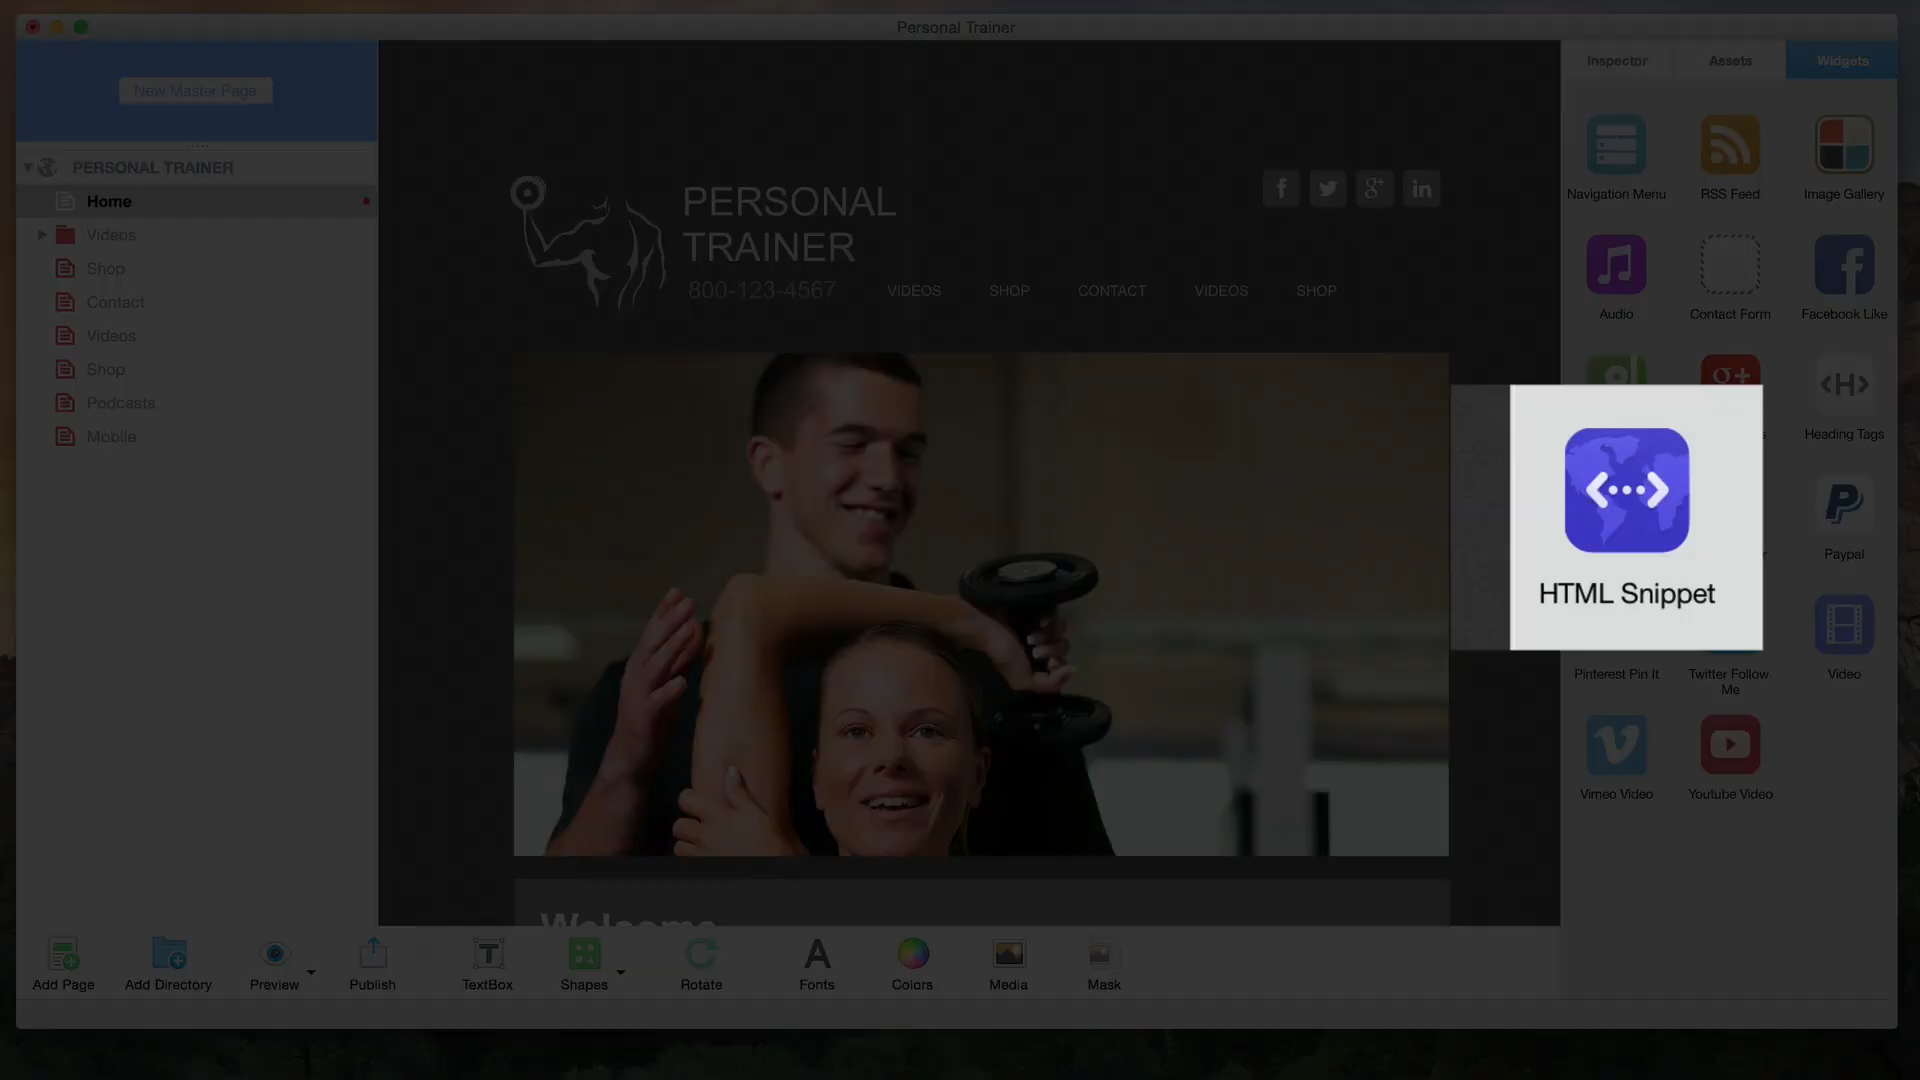 Personal Trainer
New Master Page
PERSONAL TRAINER
Home
Videos
Shop
Contact
Videos
Shop
Podcasts
Mobile
PERSONAL
TRAINER
800-123-4567
VIDEOS SHOP CONTACT VIDEOS SHOP
Inspector Assets Widgets
Navigation Menu RSS Feed Image Gallery
Audio Contact Form Facebook Like
Heading Tags
HTML Snippet
Paypal
Pinterest Pin It Twitter Follow Video
Me
Vimeo Video Youtube Video
Welcome
Add Page Add Directory Preview Publish TextBox Shapes Rotate Fonts Colors Media Mask